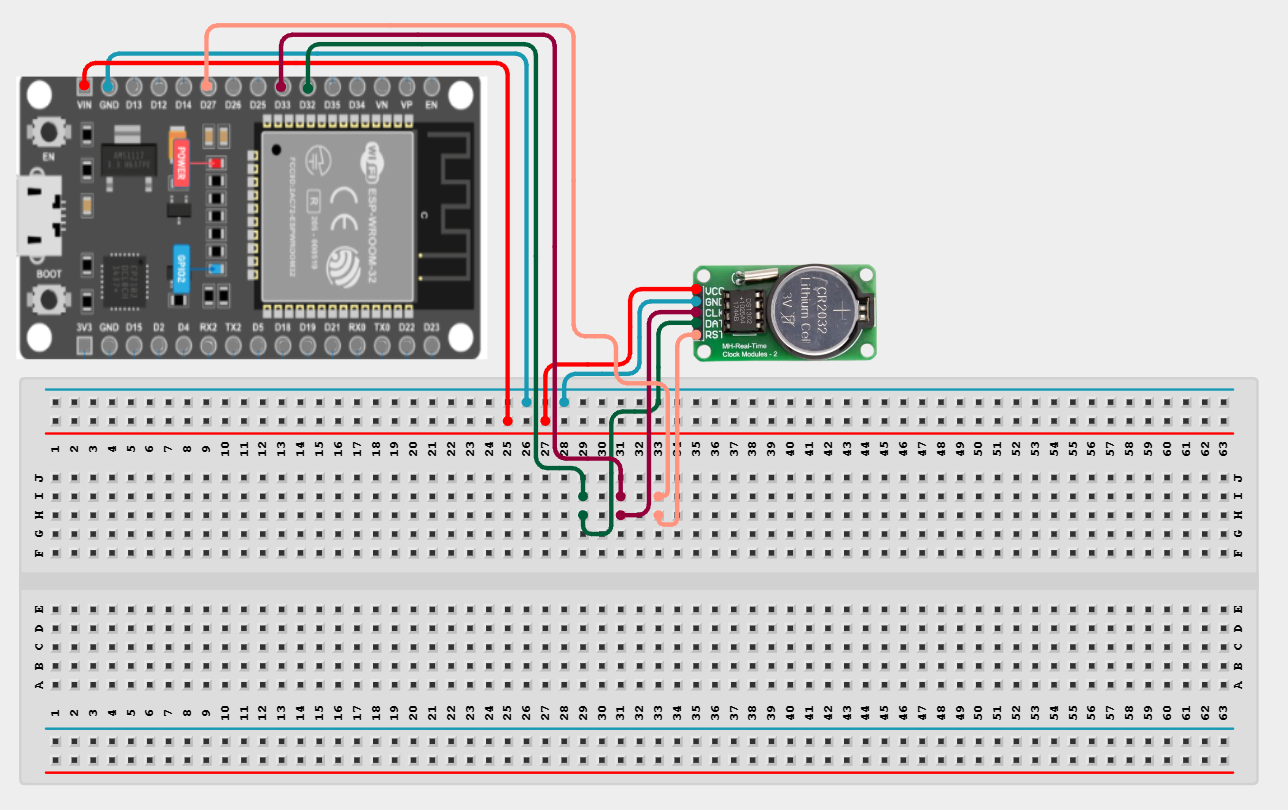 VIN GND D13 D12 D14 D27 D26 D25 D33 D32 D35 D34 VN VP EN
EN
POWER
WiFi
ESP-WROOM-32
R
CE
C
BOOT
GPIO2
3V3 GND D15 D2 D4 RX2 TX2 D5 D18 D19 D21 RX0 TX0 D22 D23
VCC
GND
CLK
DAT
RST
DS1302
CR2032
Lithium Coil
3V
+
MH-Real-Time
Clock Modules - 2
1 2 3 4 5 6 7 8 9 10 11 12 13 14 15 16 17 18 19 20 21 22 23 24 25 26 27 28 29 30 31 32 33 34 35 36 37 38 39 40 41 42 43 44 45 46 47 48 49 50 51 52 53 54 55 56 57 58 59 60 61 62 63
J J
I I
H H
G G
F F
E E
D D
C C
B B
A A
1 2 3 4 5 6 7 8 9 10 11 12 13 14 15 16 17 18 19 20 21 22 23 24 25 26 27 28 29 30 31 32 33 34 35 36 37 38 39 40 41 42 43 44 45 46 47 48 49 50 51 52 53 54 55 56 57 58 59 60 61 62 63